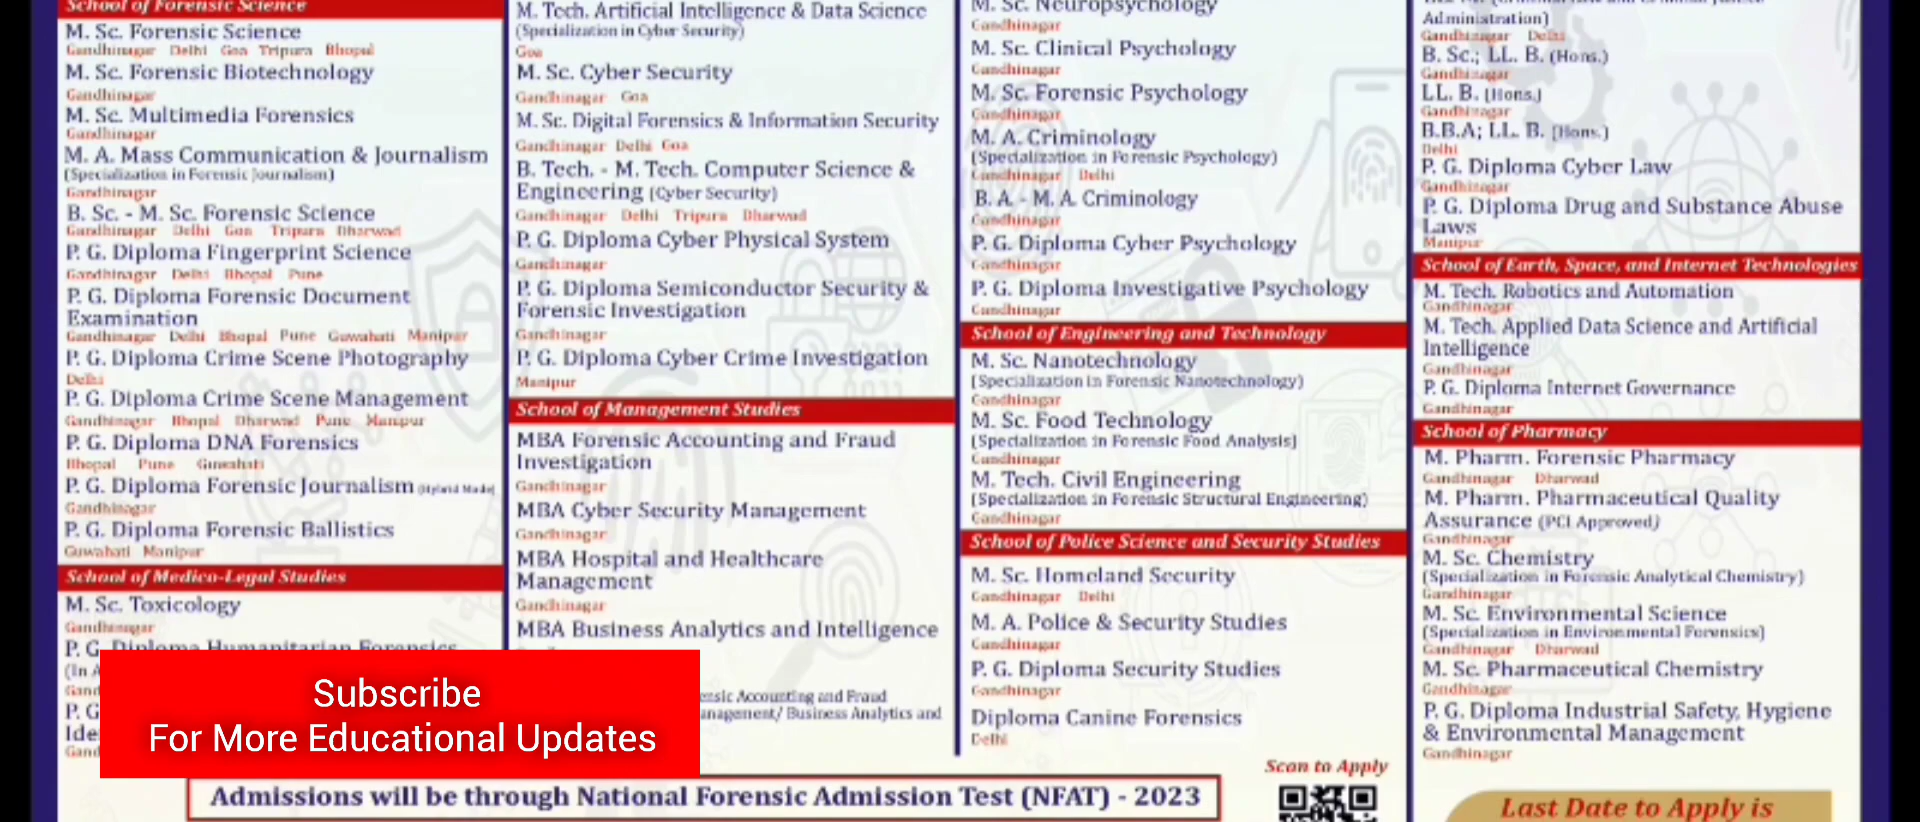 School of Forensic Science
M. Sc. Forensic Science
Gandhinagar Delhi Goa Tripura Bhopal
M. Sc. Forensic Biotechnology
Gandhinagar
M. Sc. Multimedia Forensics
Gandhinagar
M. A. Mass Communication & Journalism
(Specialization in Forensic Journalism)
Gandhinagar
B. Sc. - M. Sc. Forensic Science
Gandhinagar Delhi Goa Tripura Dharwad
P. G. Diploma Fingerprint Science
Gandhinagar Delhi Bhopal Pune
P. G. Diploma Forensic Document
Examination
Gandhinagar Delhi Bhopal Pune Guwahati Manipur
P. G. Diploma Crime Scene Photography
Delhi
P. G. Diploma Crime Scene Management
Gandhinagar Bhopal Dharwad Pune Manipur
P. G. Diploma DNA Forensics
Bhopal Pune Guwahati
P. G. Diploma Forensic Journalism (Hybrid Mode)
Gandhinagar
P. G. Diploma Forensic Ballistics
Guwahati Manipur
School of Medico-Legal Studies
M. Sc. Toxicology
Gandhinagar
P. G. Diploma Humanitarian Forensics
(In
Gand
P. G
Ide
Gand
M. Tech. Artificial Intelligence & Data Science
(Specialization in Cyber Security)
Goa
M. Sc. Cyber Security
Gandhinagar Goa
M. Sc. Digital Forensics & Information Security
Gandhinagar Delhi Goa
B. Tech. - M. Tech. Computer Science &
Engineering (Cyber Security)
Gandhinagar Delhi Tripura Dharwad
P. G. Diploma Cyber Physical System
Gandhinagar
P. G. Diploma Semiconductor Security &
Forensic Investigation
Gandhinagar
P. G. Diploma Cyber Crime Investigation
Manipur
School of Management Studies
MBA Forensic Accounting and Fraud
Investigation
Gandhinagar
MBA Cyber Security Management
Gandhinagar
MBA Hospital and Healthcare
Management
Gandhinagar
MBA Business Analytics and Intelligence
ensic Accounting and Fraud
anagement/ Business Analytics and
M. Sc. Neuropsychology
Gandhinagar
M. Sc. Clinical Psychology
Gandhinagar
M. Sc. Forensic Psychology
Gandhinagar
M. A. Criminology
(Specialization in Forensic Psychology)
Gandhinagar Delhi
B. A. - M. A. Criminology
Gandhinagar
P. G. Diploma Cyber Psychology
Gandhinagar
P. G. Diploma Investigative Psychology
Gandhinagar
School of Engineering and Technology
M. Sc. Nanotechnology
(Specialization in Forensic Nanotechnology)
Gandhinagar
M. Sc. Food Technology
(Specialization in Forensic Food Analysis)
Gandhinagar
M. Tech. Civil Engineering
(Specialization in Forensic Structural Engineering)
Gandhinagar
School of Police Science and Security Studies
M. Sc. Homeland Security
Gandhinagar Delhi
M. A. Police & Security Studies
Gandhinagar
P. G. Diploma Security Studies
Gandhinagar
Diploma Canine Forensics
Delhi
Administration)
Gandhinagar Delhi
B. Sc.; LL. B. (Hons.)
Gandhinagar
LL. B. (Hons.)
Gandhinagar
B.B.A; LL. B. (Hons.)
Delhi
P. G. Diploma Cyber Law
Gandhinagar
P. G. Diploma Drug and Substance Abuse
Laws
Manipur
School of Earth, Space, and Internet Technologies
M. Tech. Robotics and Automation
Gandhinagar
M. Tech. Applied Data Science and Artificial
Intelligence
Gandhinagar
P. G. Diploma Internet Governance
Gandhinagar
School of Pharmacy
M. Pharm. Forensic Pharmacy
Gandhinagar Dharwad
M. Pharm. Pharmaceutical Quality
Assurance (PCI Approved)
Gandhinagar
M. Sc. Chemistry
(Specialization in Forensic Analytical Chemistry)
Gandhinagar
M. Sc. Environmental Science
(Specialization in Environmental Forensics)
Gandhinagar Dharwad
M. Sc. Pharmaceutical Chemistry
Gandhinagar
P. G. Diploma Industrial Safety, Hygiene
& Environmental Management
Gandhinagar
Subscribe
For More Educational Updates
Scan to Apply
Admissions will be through National Forensic Admission Test (NFAT) - 2023
Last Date to Apply is